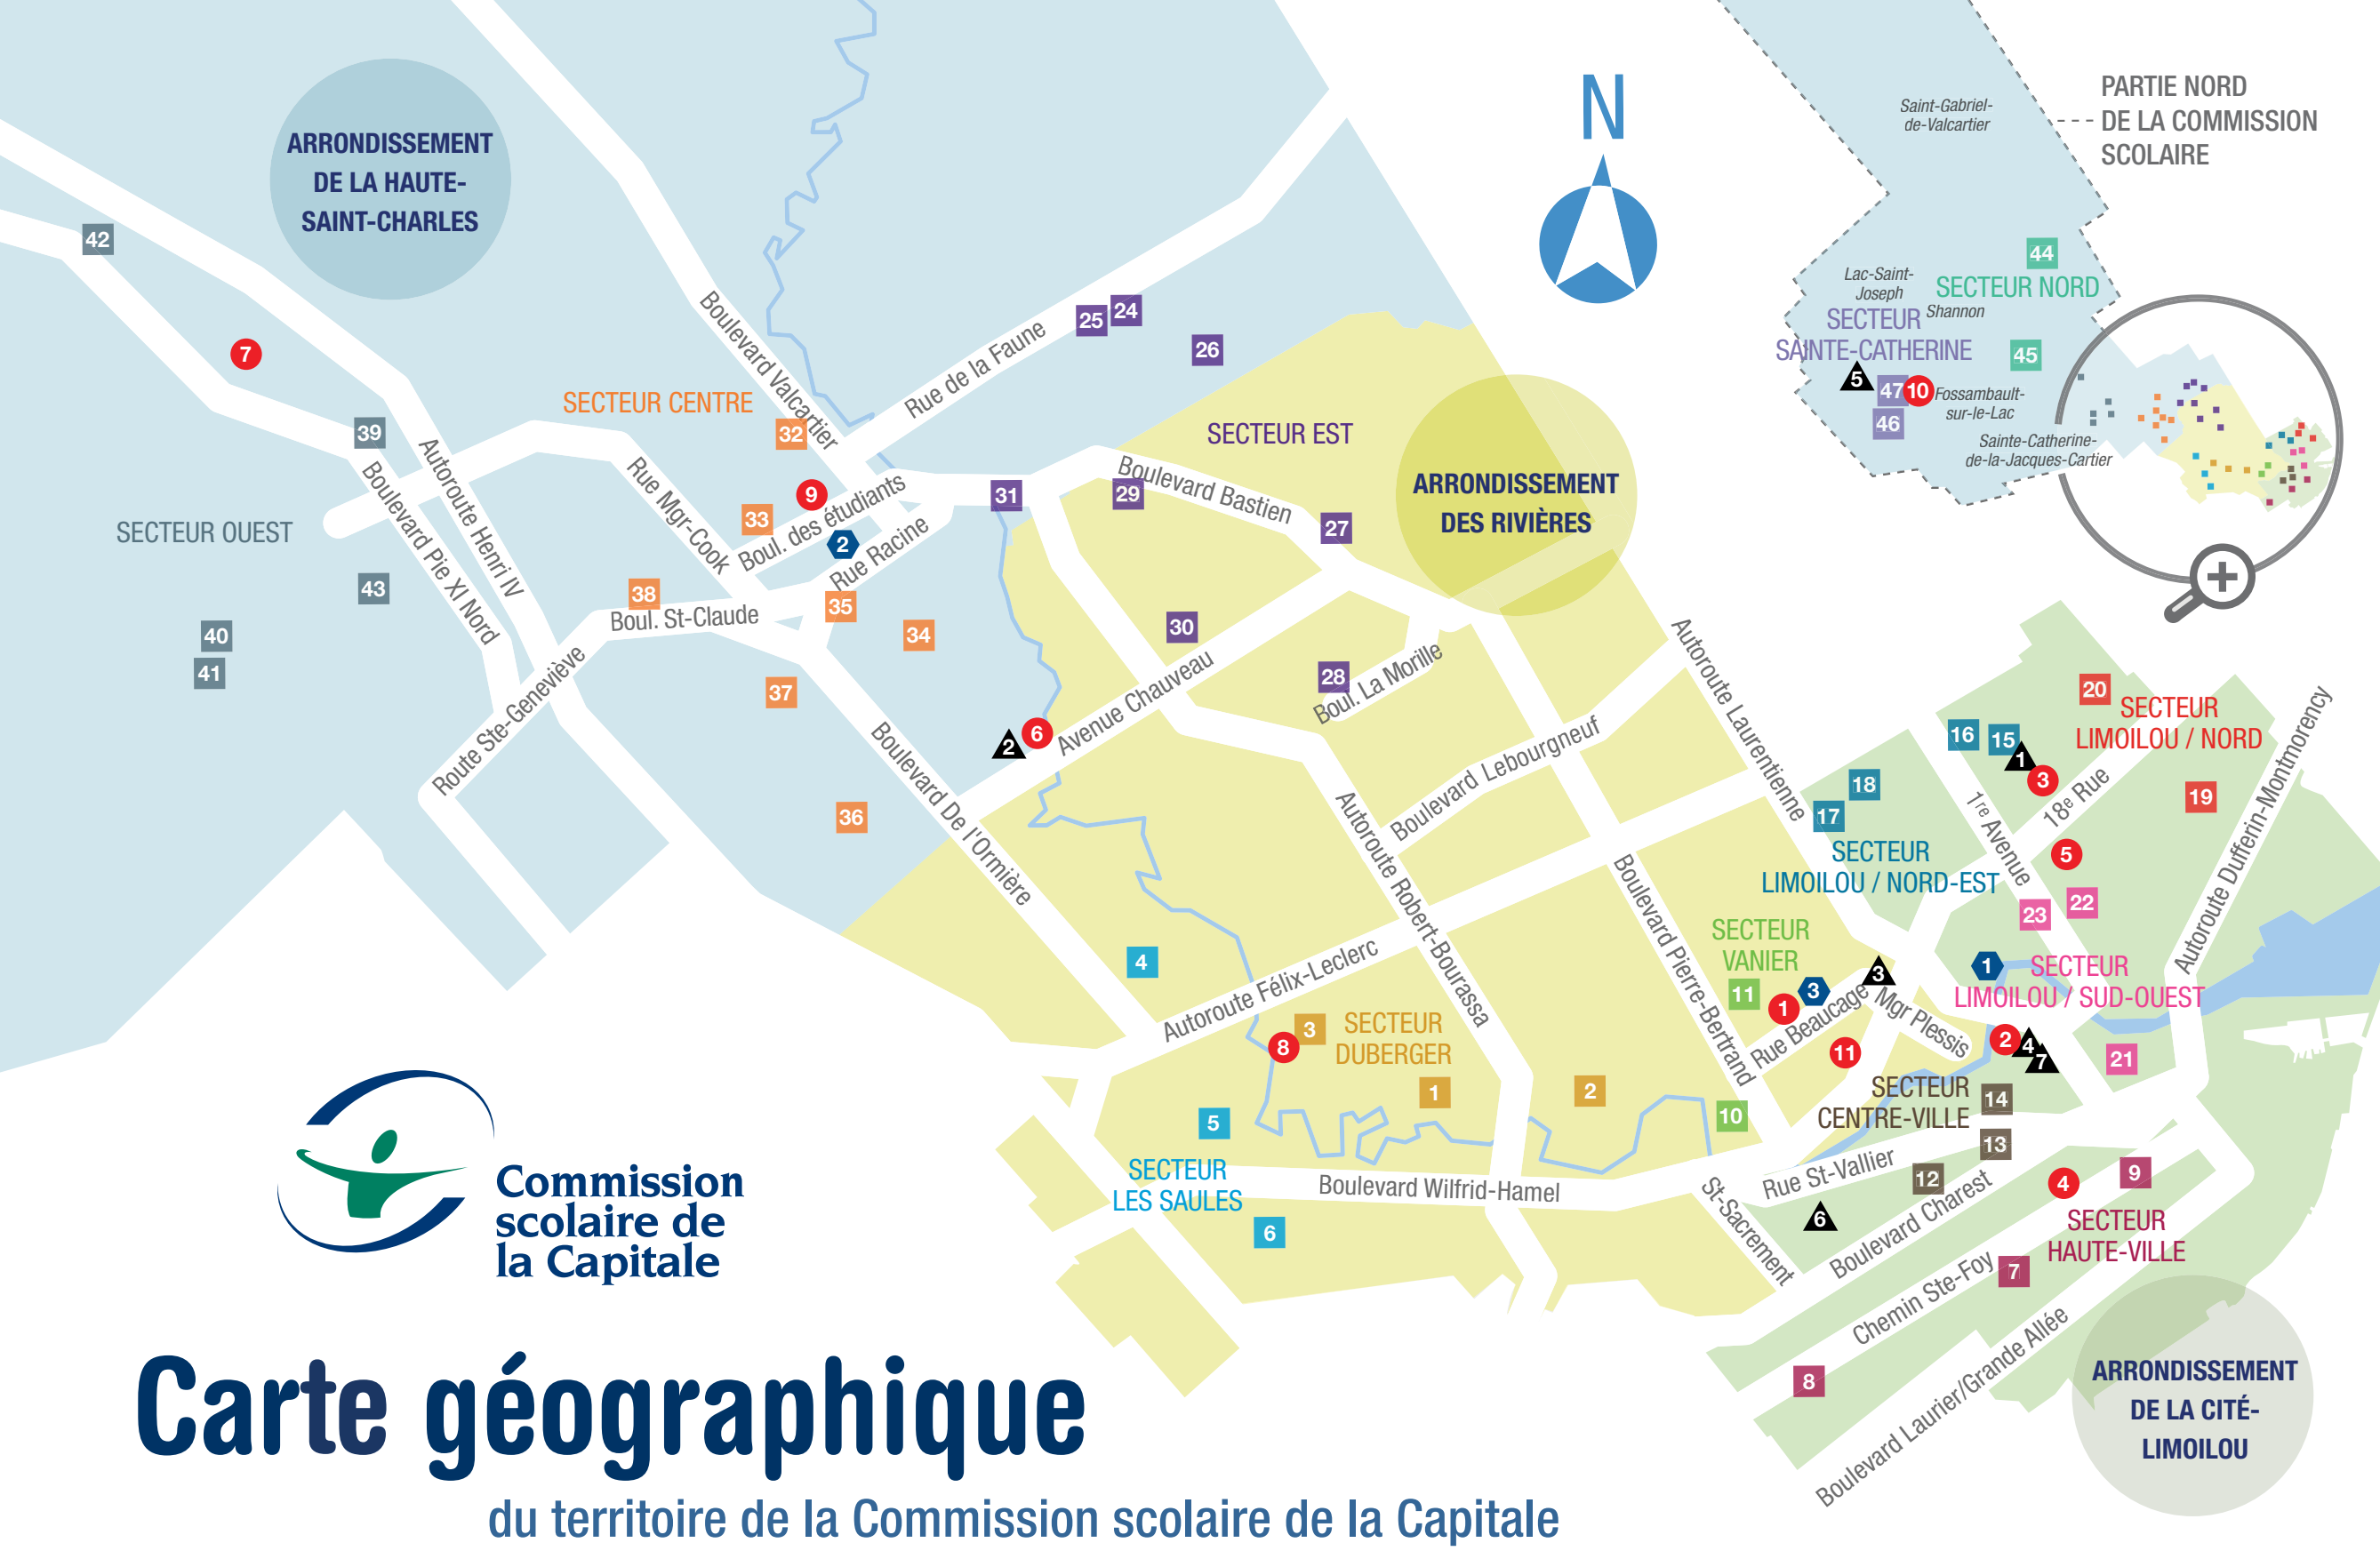 ARRONDISSEMENT
DE LA HAUTE-
SAINT-CHARLES
N
Saint-Gabriel-
de-Valcartier
PARTIE NORD
DE LA COMMISSION
SCOLAIRE
44
Lac-Saint-
Joseph
SECTEUR NORD
Shannon
SECTEUR
SAINTE-CATHERINE
45
5
47
10
Fossambault-
sur-le-Lac
46
Sainte-Catherine-
de-la-Jacques-Cartier
42
7
39
SECTEUR OUEST
43
40
41
Boulevard Pie XI Nord
Autoroute Henri IV
Route Ste-Geneviève
SECTEUR CENTRE
Boulevard Valcartier
32
9
33
Boul. des étudiants
2
Rue Racine
Rue Mgr-Cook
38
Boul. St-Claude
35
34
37
36
Boulevard De l'Ormière
Rue de la Faune
25
24
26
SECTEUR EST
31
29
Boulevard Bastien
27
30
28
Boul. La Morille
2
6
Avenue Chauveau
ARRONDISSEMENT
DES RIVIÈRES
Autoroute Laurentienne
Boulevard Lebourgneuf
Autoroute Robert-Bourassa
Boulevard Pierre-Bertrand
Autoroute Félix-Leclerc
4
8
3
SECTEUR
DUBERGER
1
2
5
SECTEUR
LES SAULES
6
Boulevard Wilfrid-Hamel
20
SECTEUR
LIMOILOU / NORD
16
15
1
3
18e Rue
19
18
17
1re Avenue
5
SECTEUR
LIMOILOU / NORD-EST
Autoroute Dufferin-Montmorency
22
23
SECTEUR
VANIER
11
1
3
3
Rue Beaucage
Mgr Plessis
11
10
1
SECTEUR
LIMOILOU / SUD-OUEST
2
4
7
21
SECTEUR
CENTRE-VILLE
14
13
12
Rue St-Vallier
6
St-Sacrement
Boulevard Charest
4
9
SECTEUR
HAUTE-VILLE
7
Chemin Ste-Foy
8
Boulevard Laurier/Grande Allée
ARRONDISSEMENT
DE LA CITÉ-
LIMOILOU
Commission
scolaire de
la Capitale
Carte géographique
du territoire de la Commission scolaire de la Capitale